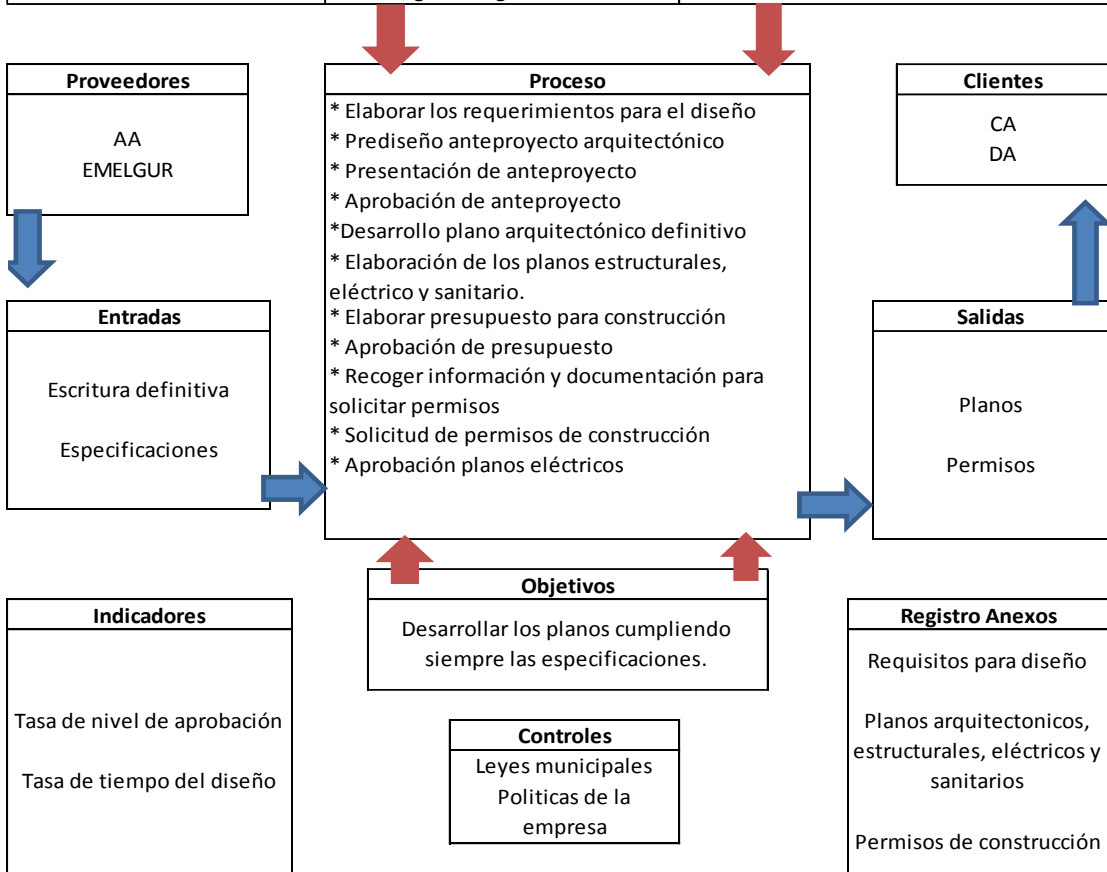 Proveedores
AA
EMELGUR
Proceso
* Elaborar los requerimientos para el diseño
* Prediseño anteproyecto arquitectónico
* Presentación de anteproyecto
* Aprobación de anteproyecto
*Desarrollo plano arquitectónico definitivo
* Elaboración de los planos estructurales,
eléctrico y sanitario.
* Elaborar presupuesto para construcción
* Aprobación de presupuesto
* Recoger información y documentación para
solicitar permisos
* Solicitud de permisos de construcción
* Aprobación planos eléctricos
Clientes
CA
DA
Entradas
Escritura definitiva
Especificaciones
Salidas
Planos
Permisos
Objetivos
Desarrollar los planos cumpliendo
siempre las especificaciones.
Indicadores
Tasa de nivel de aprobación
Tasa de tiempo del diseño
Controles
Leyes municipales
Politicas de la
empresa
Registro Anexos
Requisitos para diseño
Planos arquitectonicos,
estructurales, eléctricos y
sanitarios
Permisos de construcción